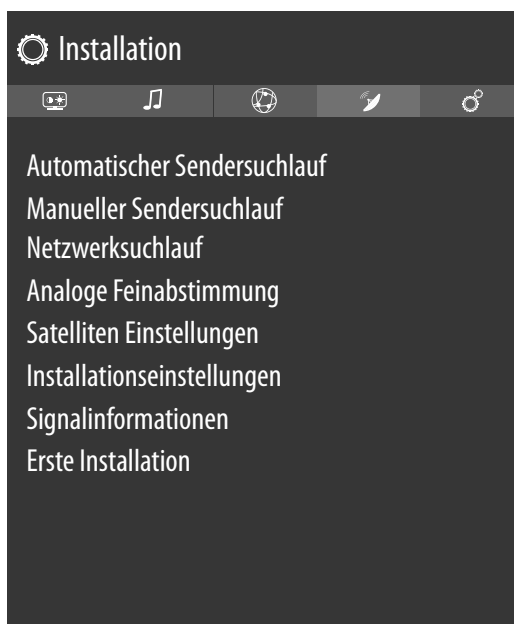 Installation
Automatischer Sendersuchlauf
Manueller Sendersuchlauf
Netzwerksuchlauf
Analoge Feinabstimmung
Satelliten Einstellungen
Installationseinstellungen
Signalinformationen
Erste Installation